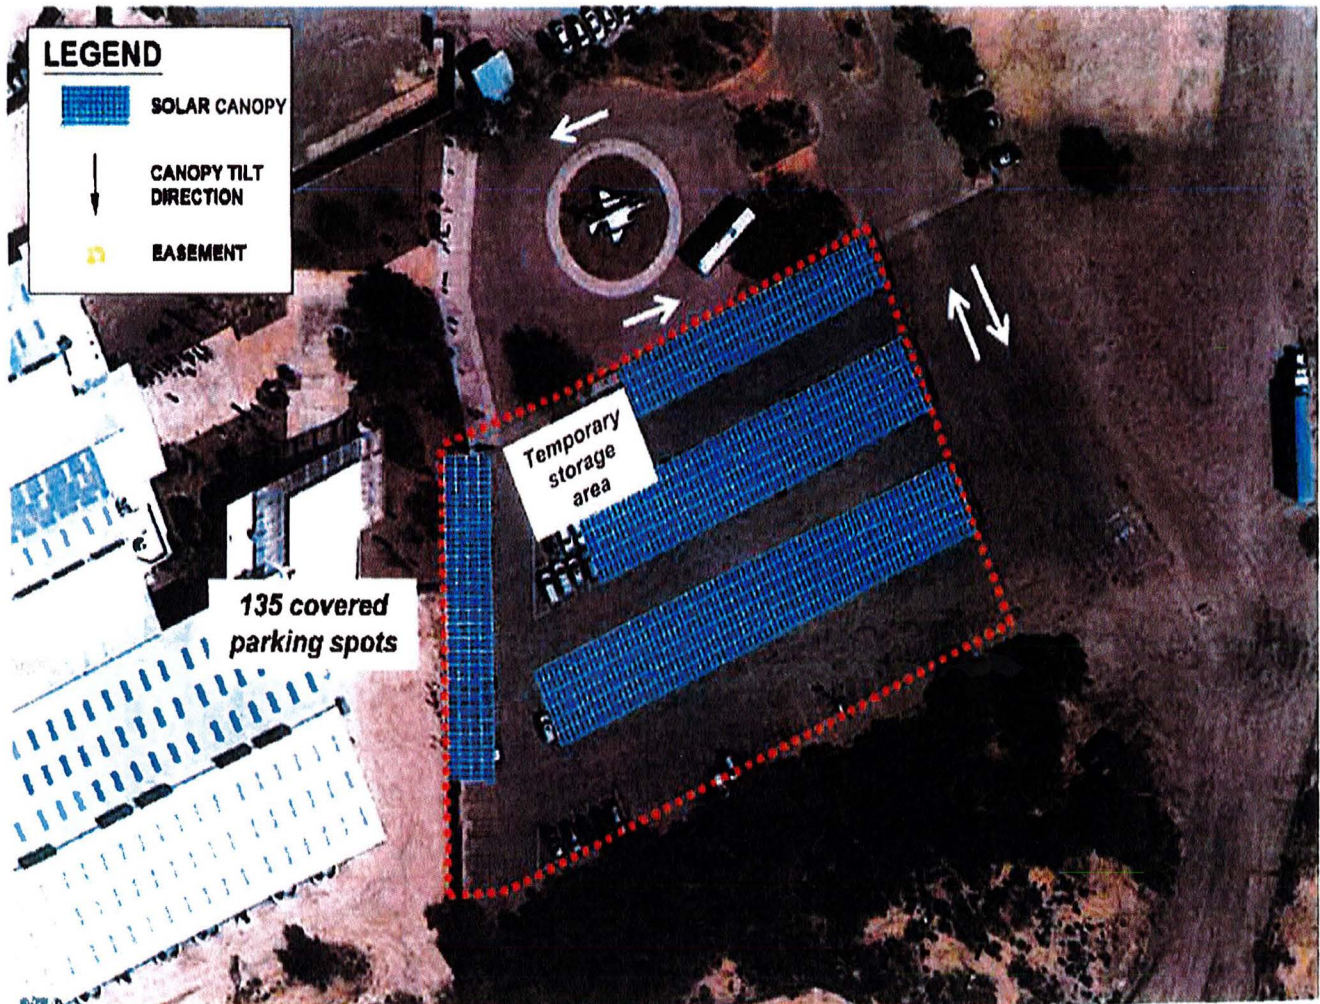 LEGEND
SOLAR CANOPY
CANOPY TILT
DIRECTION
EASEMENT
Temporary
storage
area
135 covered
parking spots